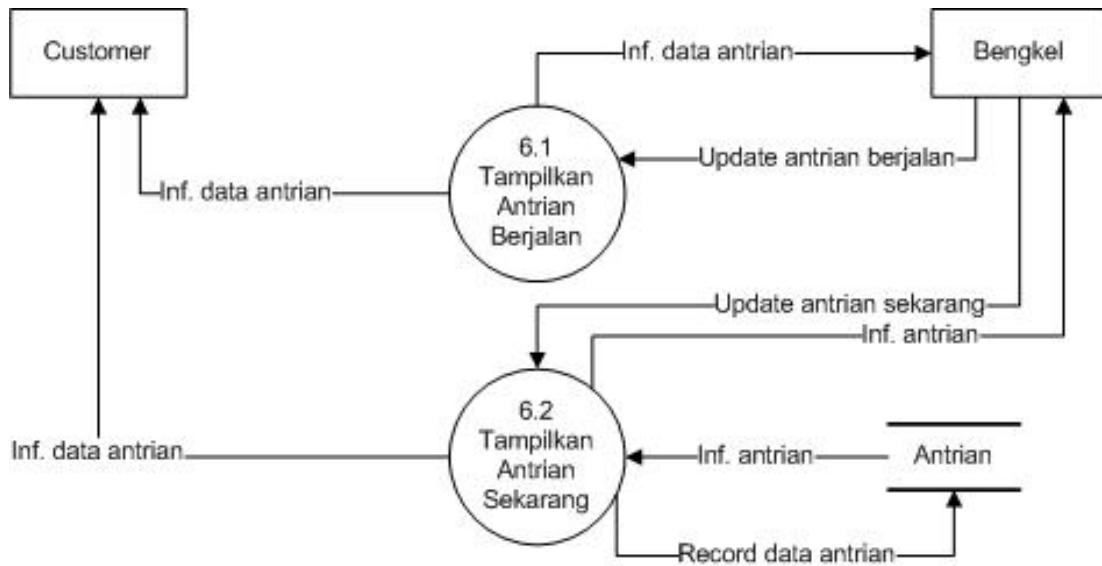 Customer
Inf. data antrian
Bengkel
6.1
Tampilkan
Antrian
Berjalan
Update antrian berjalan
Inf. data antrian
Update antrian sekarang
Inf. antrian
6.2
Tampilkan
Antrian
Sekarang
Inf. data antrian
Inf. antrian
Antrian
Record data antrian